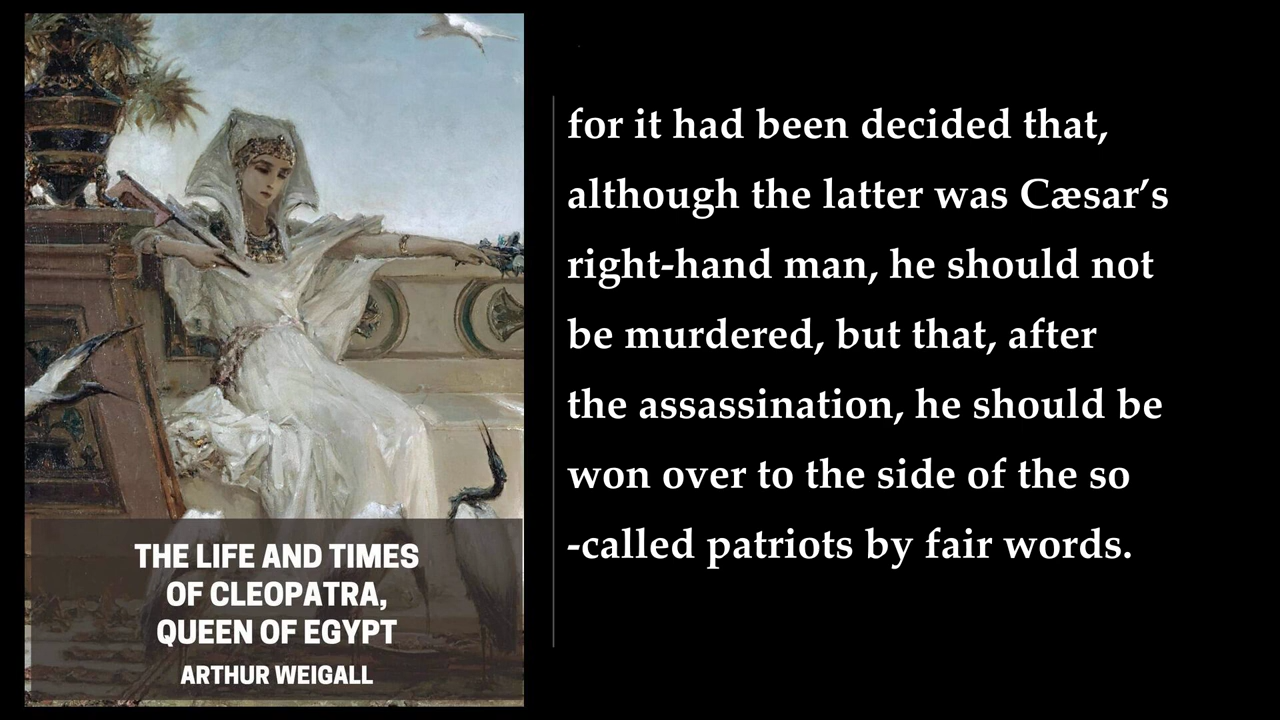 THE LIFE AND TIMES
OF CLEOPATRA,
QUEEN OF EGYPT
ARTHUR WEIGALL
for it had been decided that,
although the latter was Cæsar’s
right-hand man, he should not
be murdered, but that, after
the assassination, he should be
won over to the side of the so
-called patriots by fair words.